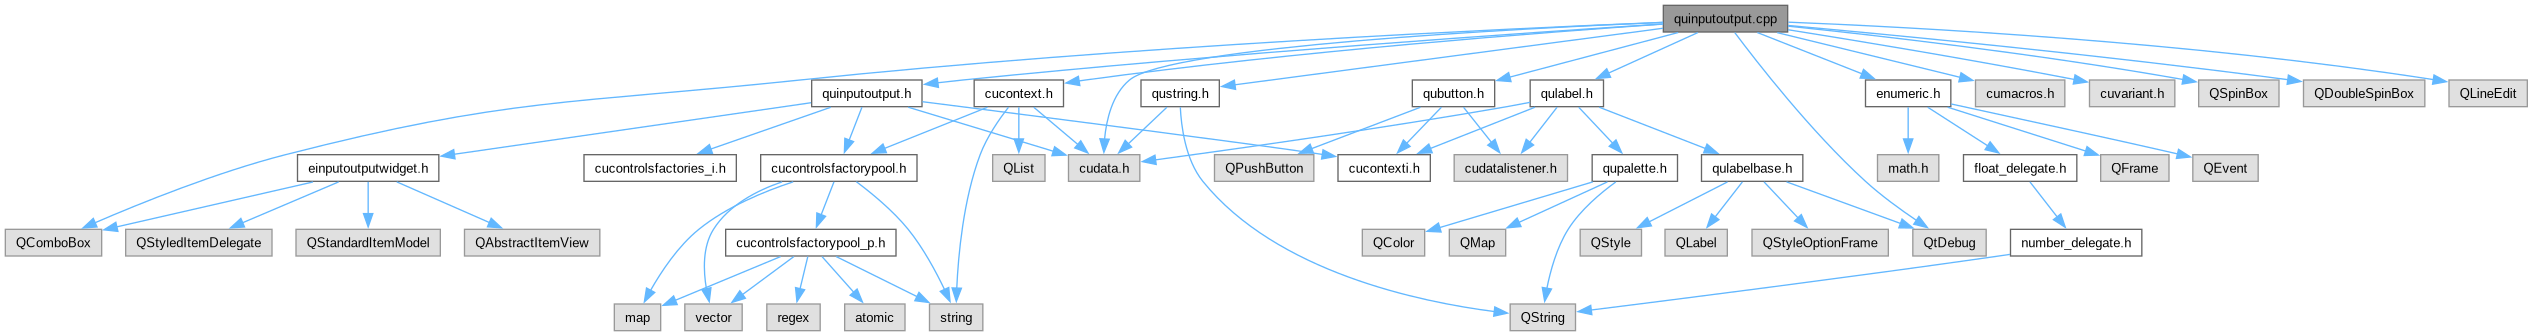 quinputoutput.cpp
quinputoutput.h
cucontext.h
qustring.h
qubutton.h
qulabel.h
enumeric.h
cumacros.h
cuvariant.h
QSpinBox
QDoubleSpinBox
QLineEdit
einputoutputwidget.h
cucontrolsfactories_i.h
cucontrolsfactorypool.h
QList
cudata.h
QPushButton
cucontexti.h
cudatalistener.h
qupalette.h
qulabelbase.h
math.h
float_delegate.h
QFrame
QEvent
QComboBox
QStyledItemDelegate
QStandardItemModel
QAbstractItemView
cucontrolsfactorypool_p.h
QColor
QMap
QStyle
QLabel
QStyleOptionFrame
QtDebug
number_delegate.h
map
vector
regex
atomic
string
QString